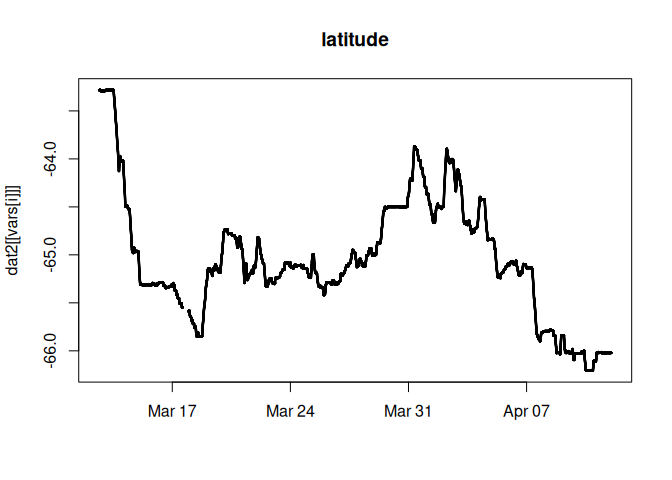 latitude
dat2[[vars[i]]]
-64.0
-65.0
-66.0
Mar 17
Mar 24
Mar 31
Apr 07